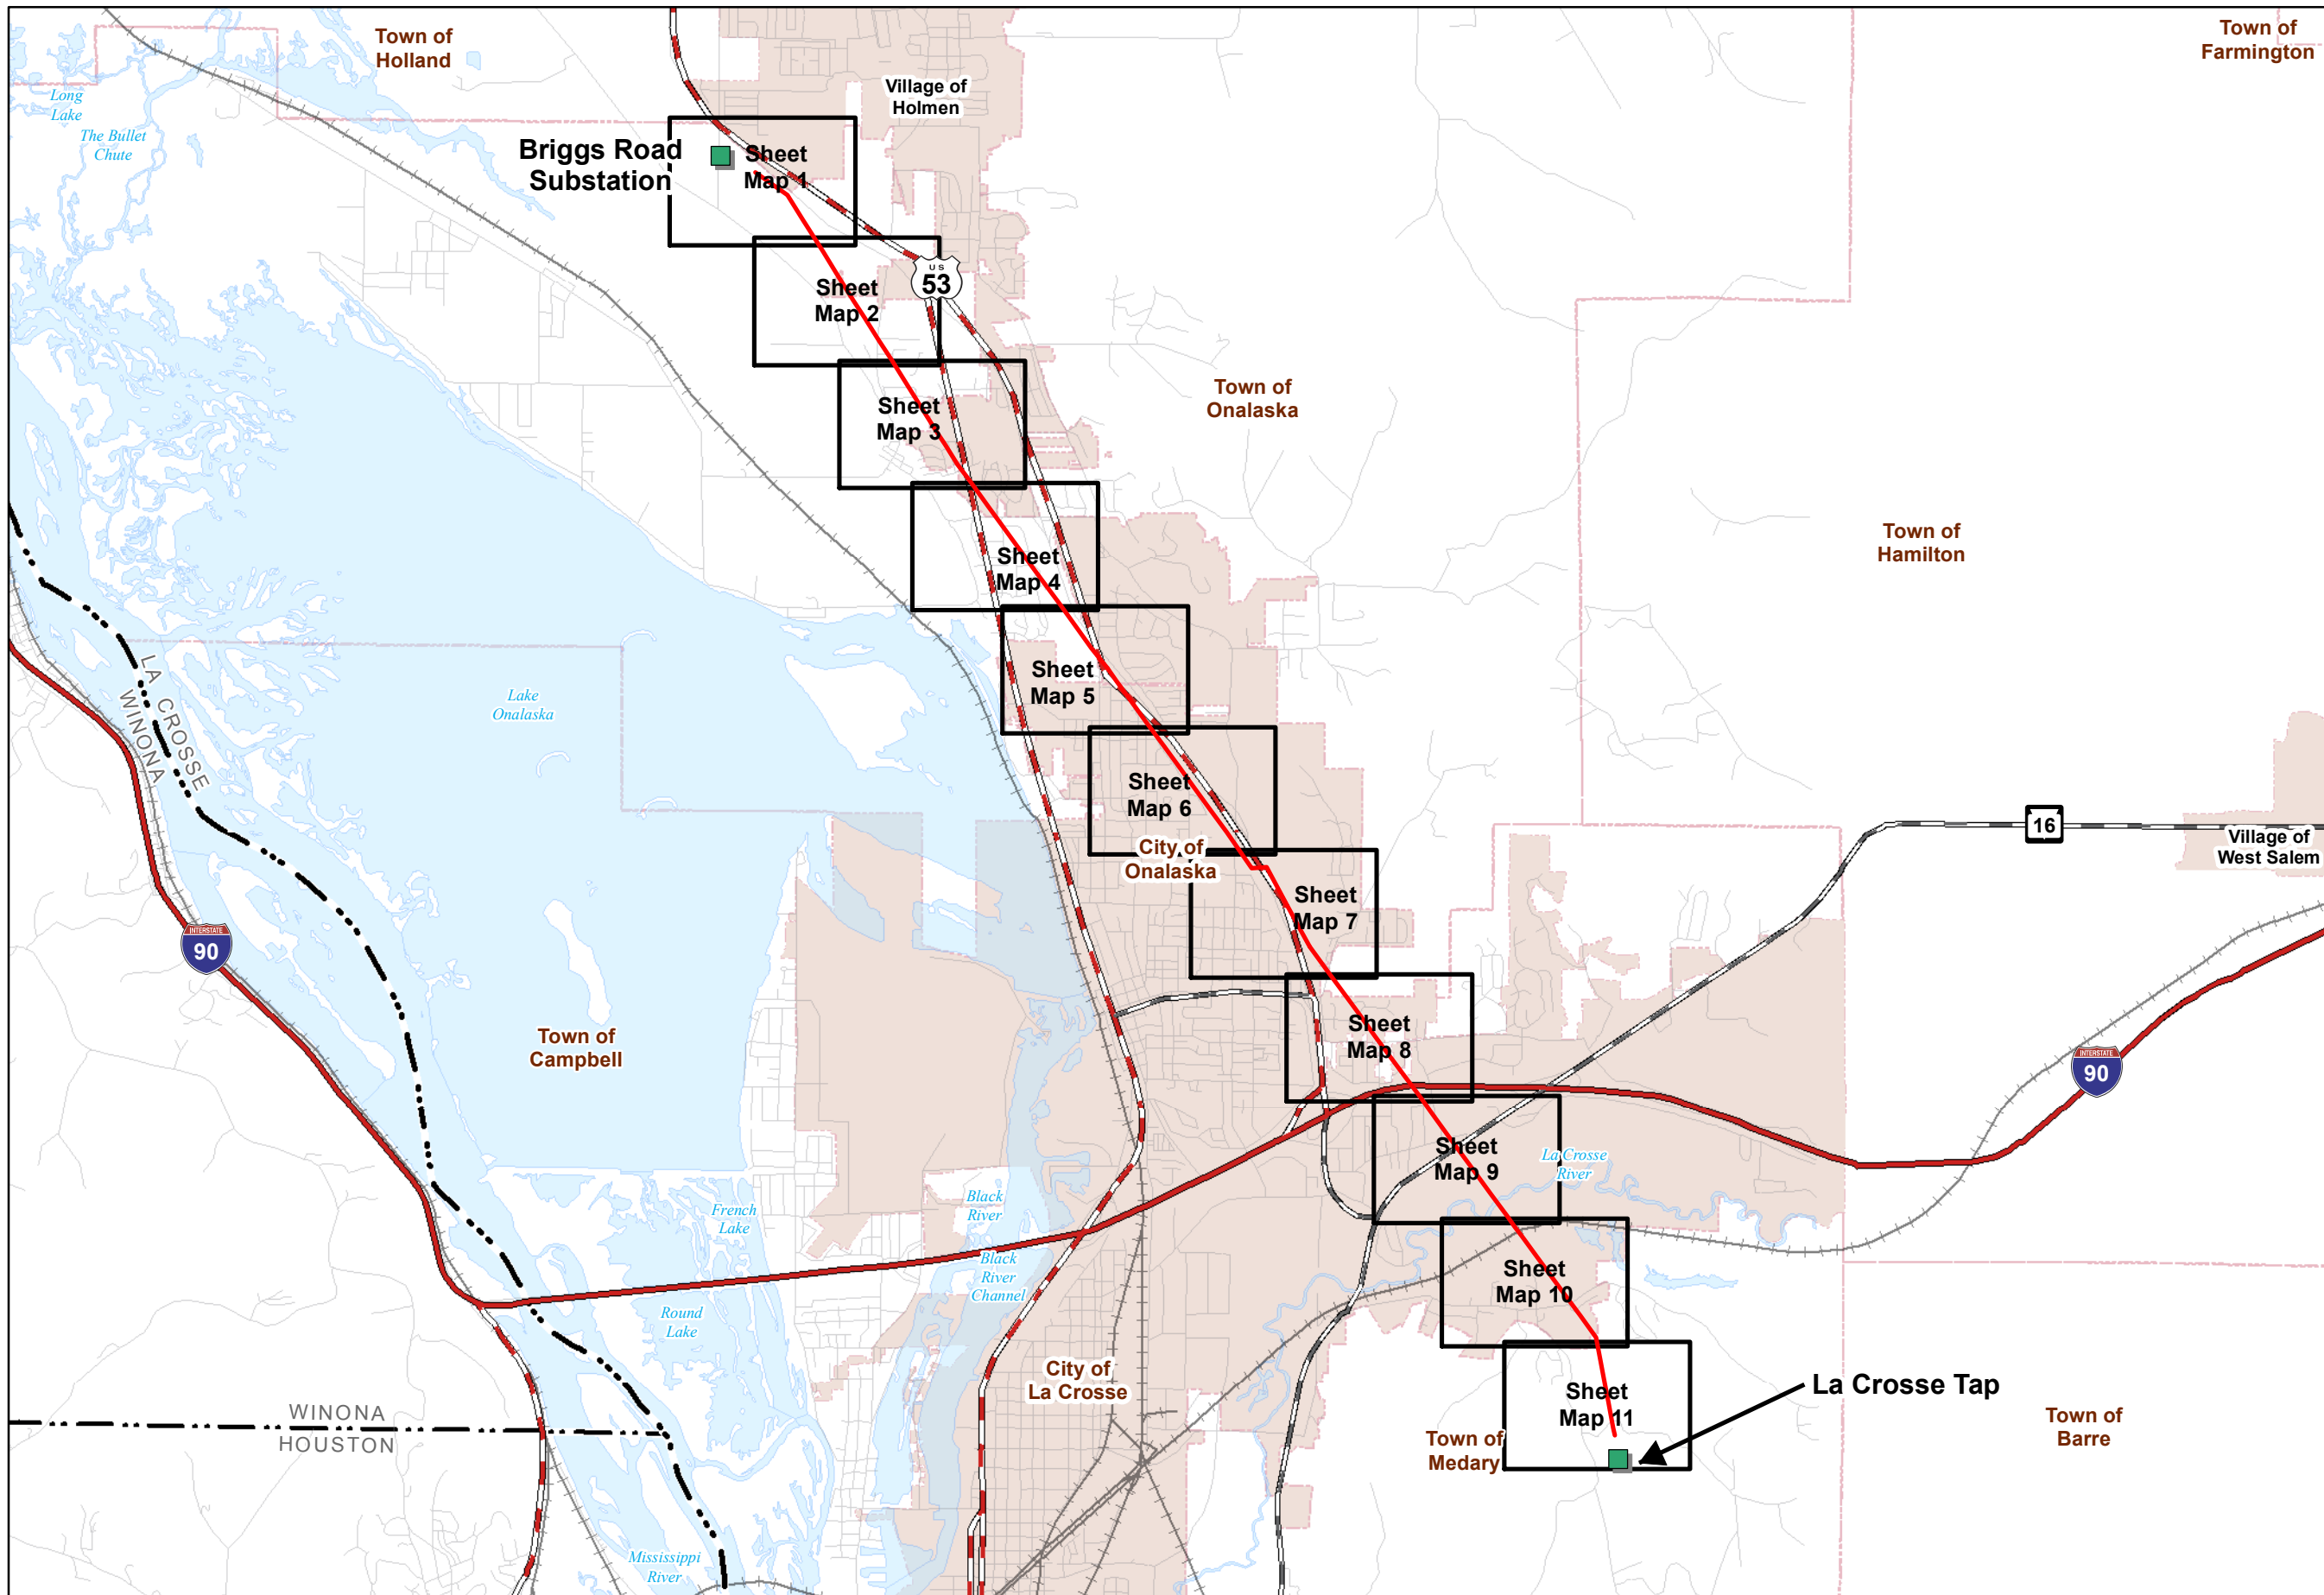 Town of
Holland
Town of
Farmington
Long
Lake
The Bullet
Chute
Village of
Holmen
Briggs Road
Substation
Sheet
Map 1
US
53
Sheet
Map 2
Sheet
Map 3
Town of
Onalaska
Sheet
Map 4
Town of
Hamilton
LA CROSSE
WINONA
Lake
Onalaska
Sheet
Map 5
Sheet
Map 6
City of
Onalaska
16
Village of
West Salem
Sheet
Map 7
INTERSTATE
90
Town of
Campbell
Sheet
Map 8
INTERSTATE
90
Sheet
Map 9
La Crosse
River
French
Lake
Black
River
Black
River
Channel
Sheet
Map 10
Round
Lake
City of
La Crosse
Sheet
Map 11
La Crosse Tap
WINONA
HOUSTON
Town of
Medary
Town of
Barre
Mississippi
River